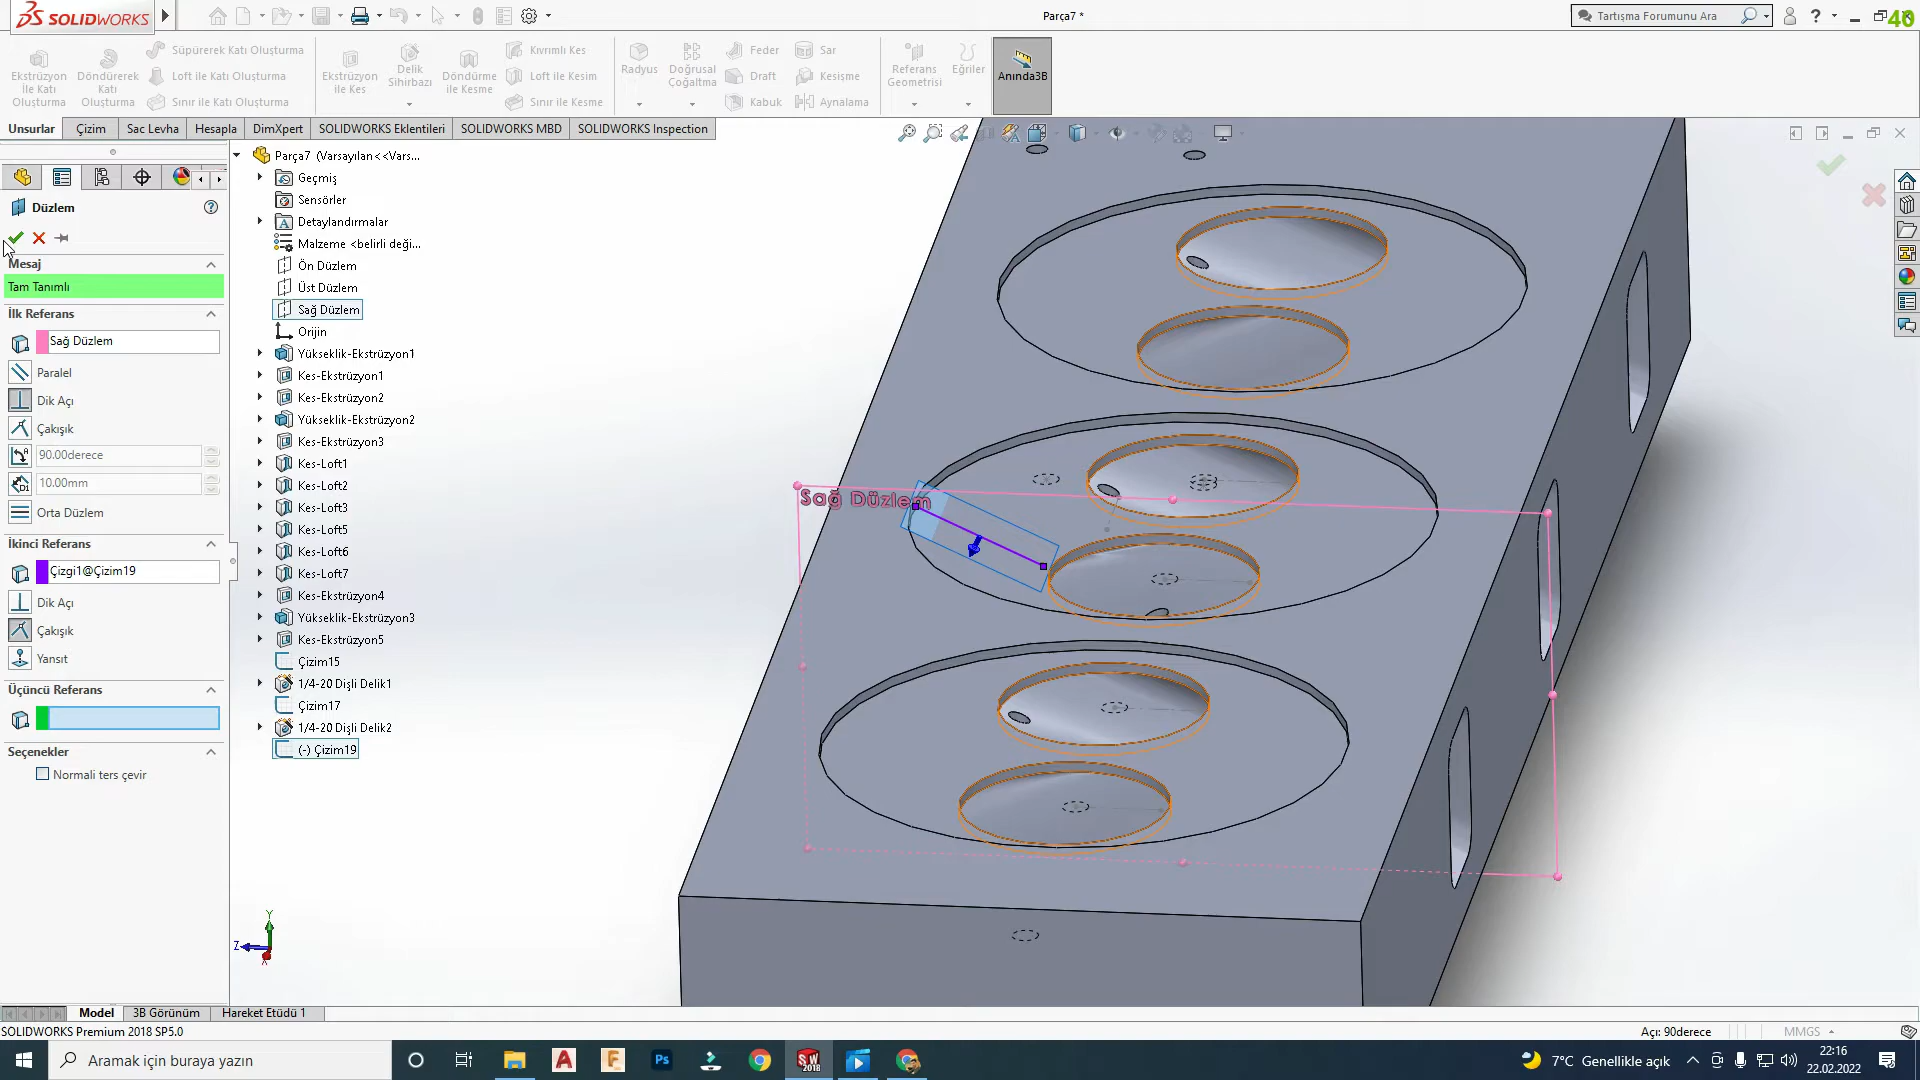 SOLIDWORKS
Parça7 *
Tartışma Forumunu Ara
40
Ekstrüzyon İle Katı Oluşturma
Döndürerek Katı Oluşturma
Süpürerek Katı Oluşturma
Loft ile Katı Oluşturma
Sınır ile Katı Oluşturma
Ekstrüzyon ile Kes
Delik Sihirbazı
Döndürme ile Kesme
Kıvrımlı Kes
Loft ile Kesim
Sınır ile Kesme
Radyus
Doğrusal Çoğaltma
Feder
Draft
Kabuk
Sar
Kesişme
Aynalama
Referans Geometrisi
Eğriler
Anında3B
Unsurlar
Çizim
Sac Levha
Hesapla
DimXpert
SOLIDWORKS Eklentileri
SOLIDWORKS MBD
SOLIDWORKS Inspection
Düzlem
Mesaj
Tam Tanımlı
İlk Referans
Sağ Düzlem
Paralel
Dik Açı
Çakışık
90.00derece
10.00mm
Orta Düzlem
İkinci Referans
Çizgi1@Çizim19
Dik Açı
Çakışık
Yansıt
Üçüncü Referans
Seçenekler
Normali ters çevir
Parça7 (Varsayılan<<Vars...
Geçmiş
Sensörler
Detaylandırmalar
Malzeme <belirli deği...
Ön Düzlem
Üst Düzlem
Sağ Düzlem
Orijin
Yükseklik-Ekstrüzyon1
Kes-Ekstrüzyon1
Kes-Ekstrüzyon2
Yükseklik-Ekstrüzyon2
Kes-Ekstrüzyon3
Kes-Loft1
Kes-Loft2
Kes-Loft3
Kes-Loft5
Kes-Loft6
Kes-Loft7
Kes-Ekstrüzyon4
Yükseklik-Ekstrüzyon3
Kes-Ekstrüzyon5
Çizim15
1/4-20 Dişli Delik1
Çizim17
1/4-20 Dişli Delik2
(-) Çizim19
Sağ Düzlem
Y
Z
X
Model
3B Görünüm
Hareket Etüdü 1
SOLIDWORKS Premium 2018 SP5.0
Açı: 90derece
MMGS
Aramak için buraya yazın
7°C Genellikle açık
22:16
22.02.2022